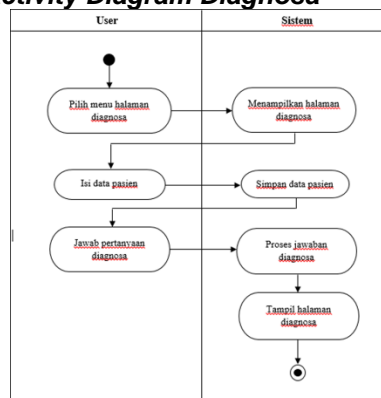 ctivity Diagram Diagnosa
User
Sistem
Pilih menu halaman
diagnosa
Menampilkan halaman
diagnosa
Isi data pasien
Simpan data pasien
Jawab pertanyaan
diagnosa
Proses jawaban
diagnosa
Tampil halaman
diagnosa